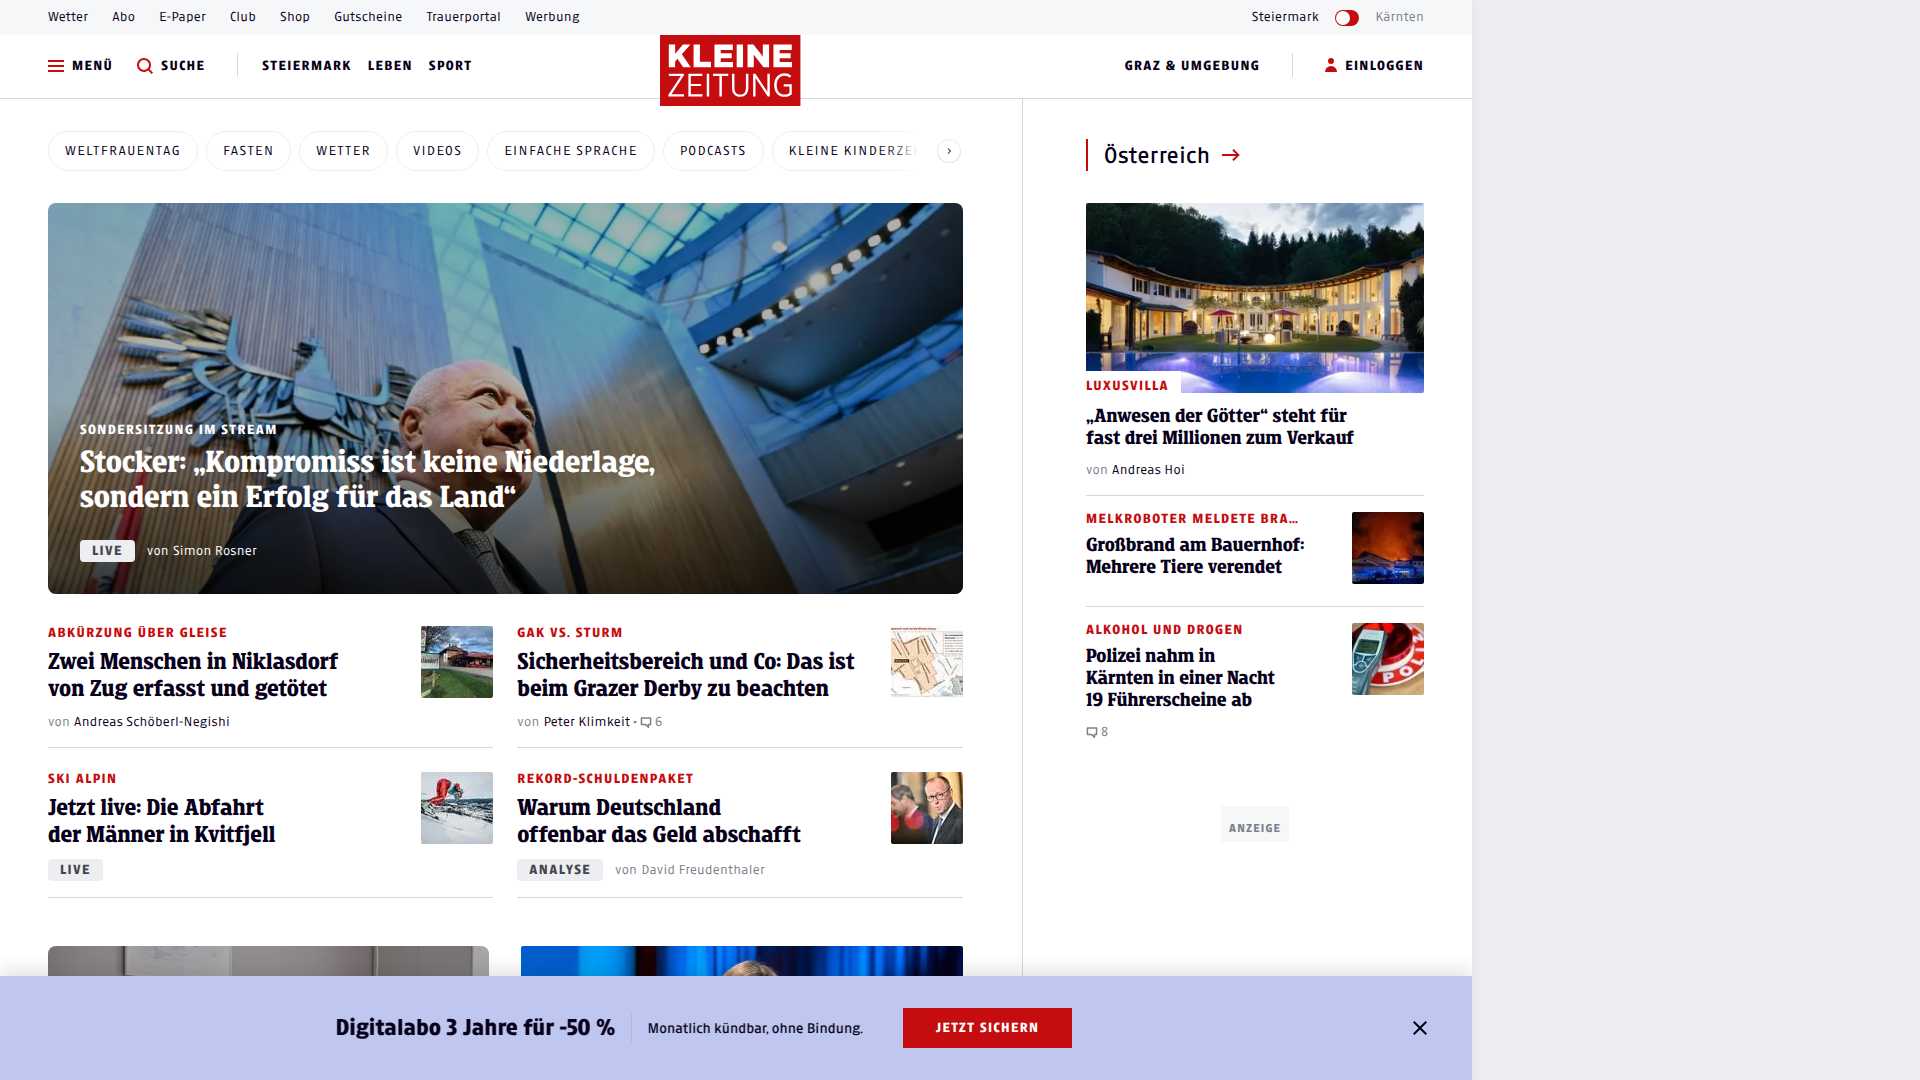 Wetter Abo E-Paper Club Shop Gutscheine Trauerportal Werbung Steiermark Kärnten
MENÜ SUCHE STEIERMARK LEBEN SPORT KLEINE ZEITUNG GRAZ & UMGEBUNG EINLOGGEN
WELTFRAUENTAG FASTEN WETTER VIDEOS EINFACHE SPRACHE PODCASTS KLEINE
SONDERSITZUNG IM STREAM
Stocker: „Kompromiss ist keine Niederlage,
sondern ein Erfolg für das Land“
LIVE von Simon Rosner
ABKÜRZUNG ÜBER GLEISE
Zwei Menschen in Niklasdorf
von Zug erfasst und getötet
von Andreas Schöberl-Negishi
GAK VS. STURM
Sicherheitsbereich und Co: Das ist
beim Grazer Derby zu beachten
von Peter Klimkeit • 6
SKI ALPIN
Jetzt live: Die Abfahrt
der Männer in Kvitfjell
LIVE
REKORD-SCHULDENPAKET
Warum Deutschland
offenbar das Geld abschafft
ANALYSE von David Freudenthaler
Österreich
LUXUSVILLA
„Anwesen der Götter“ steht für
fast drei Millionen zum Verkauf
von Andreas Hoi
MELKROBOTER MELDETE BRA...
Großbrand am Bauernhof:
Mehrere Tiere verendet
ALKOHOL UND DROGEN
Polizei nahm in
Kärnten in einer Nacht
19 Führerscheine ab
8
ANZEIGE
Digitalabo 3 Jahre für -50 % Monatlich kündbar, ohne Bindung. JETZT SICHERN